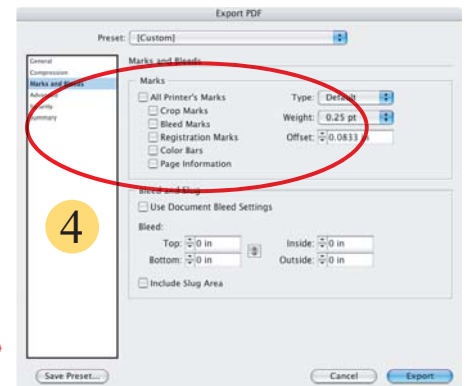 Export PDF
Preset: [Custom]
General
Compression
Marks and Bleeds
Advanced
Security
Summary
Marks and Bleeds
Marks
All Printer's Marks
Crop Marks
Bleed Marks
Registration Marks
Color Bars
Page Information
Type: Default
Weight: 0.25 pt
Offset: 0.0833 in
Bleed and Slug
Use Document Bleed Settings
Bleed:
Top: 0 in
Inside: 0 in
Bottom: 0 in
Outside: 0 in
Include Slug Area
4
Save Preset...
Cancel
Export